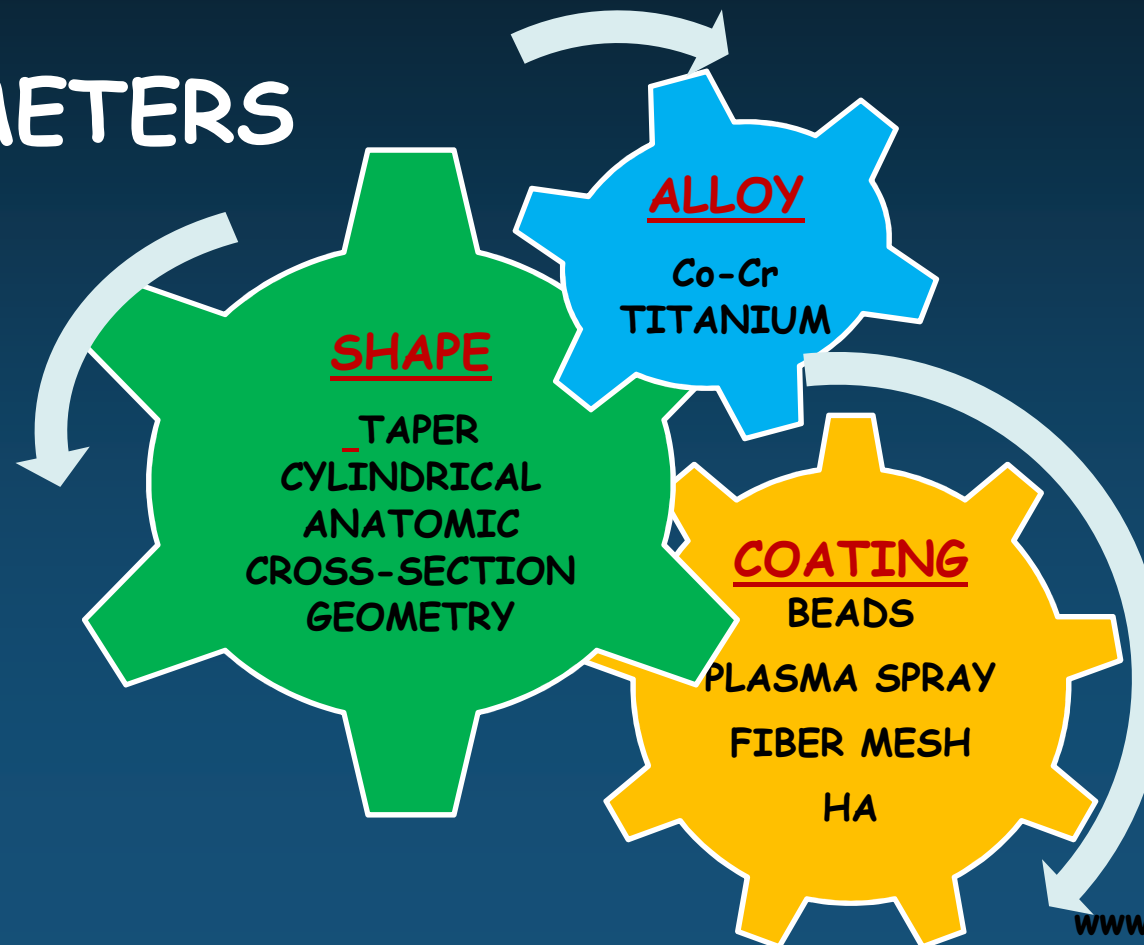 METERS
ALLOY
Co-Cr
TITANIUM
SHAPE
_TAPER
CYLINDRICAL
ANATOMIC
CROSS-SECTION
GEOMETRY
COATING
BEADS
PLASMA SPRAY
FIBER MESH
HA
www